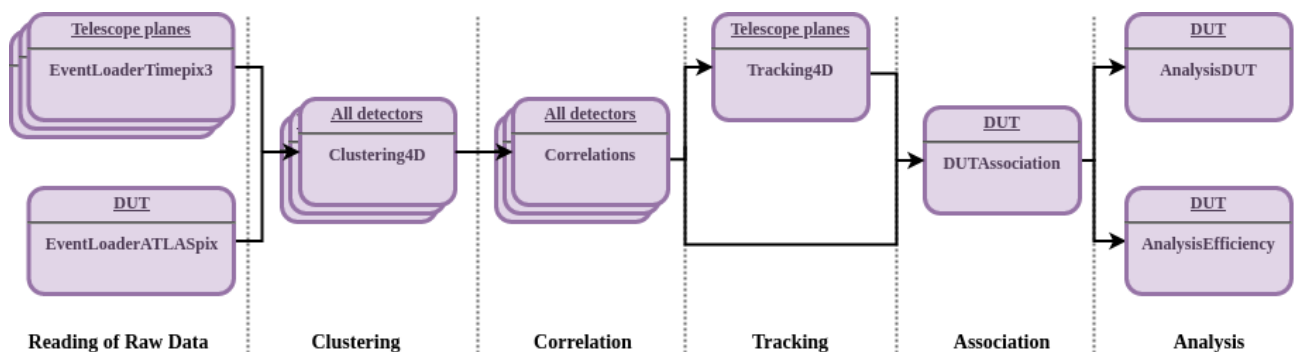 Telescope planes
EventLoaderTimepix3
DUT
EventLoaderATLASpix
Reading of Raw Data
All detectors
Clustering4D
Clustering
All detectors
Correlations
Correlation
Telescope planes
Tracking4D
Tracking
DUT
DUTAssociation
Association
DUT
AnalysisDUT
DUT
AnalysisEfficiency
Analysis